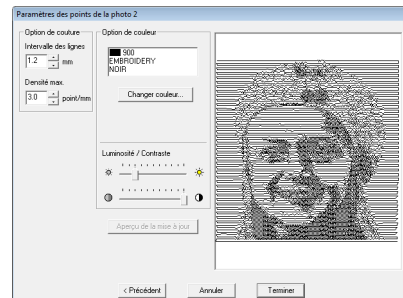 Paramètres des points de la photo 2
Option de couture
Intervalle des lignes
1.2 mm
Densité max.
3.0 point/mm
Option de couleur
900
EMBROIDERY
NOIR
Changer couleur...
Luminosité / Contraste
Aperçu de la mise à jour
< Précédent
Annuler
Terminer